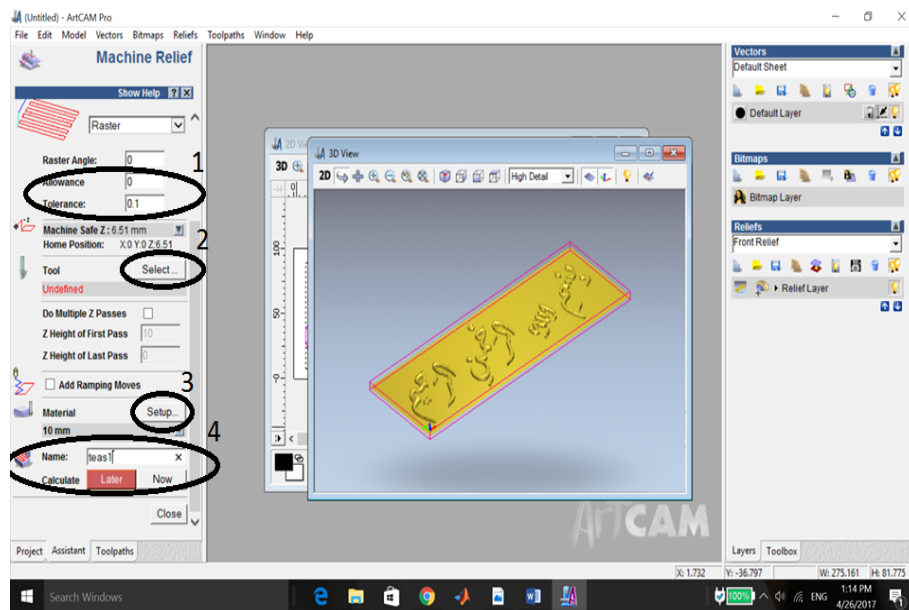 (Untitled) - ArtCAM Pro
File Edit Model Vectors Bitmaps Reliefs Toolpaths Window Help
Machine Relief
Show Help ? X
Raster
Raster Angle: 0
1
Allowance 0
Tolerance: 0.1
Machine Safe Z : 6.51 mm
2
Home Position: X:0 Y:0 Z:6.51
Tool Select ...
Undefined
Do Multiple Z Passes
Z Height of First Pass 10
Z Height of Last Pass 0
Add Ramping Moves
3
Material Setup...
10 mm
4
Name: teas1 ×
Calculate Later Now
Close
Project Assistant Toolpaths
2D Vi
3D
0
100
50
0
3D View
2D High Detail
ArtCAM
Vectors
Default Sheet
Default Layer
Bitmaps
Bitmap Layer
Reliefs
Front Relief
Relief Layer
Layers Toolbox
X: 1.732 Y: -36.797 W: 275.161 H: 81.775
Search Windows
100% ENG 1:14 PM
4/26/2017
1